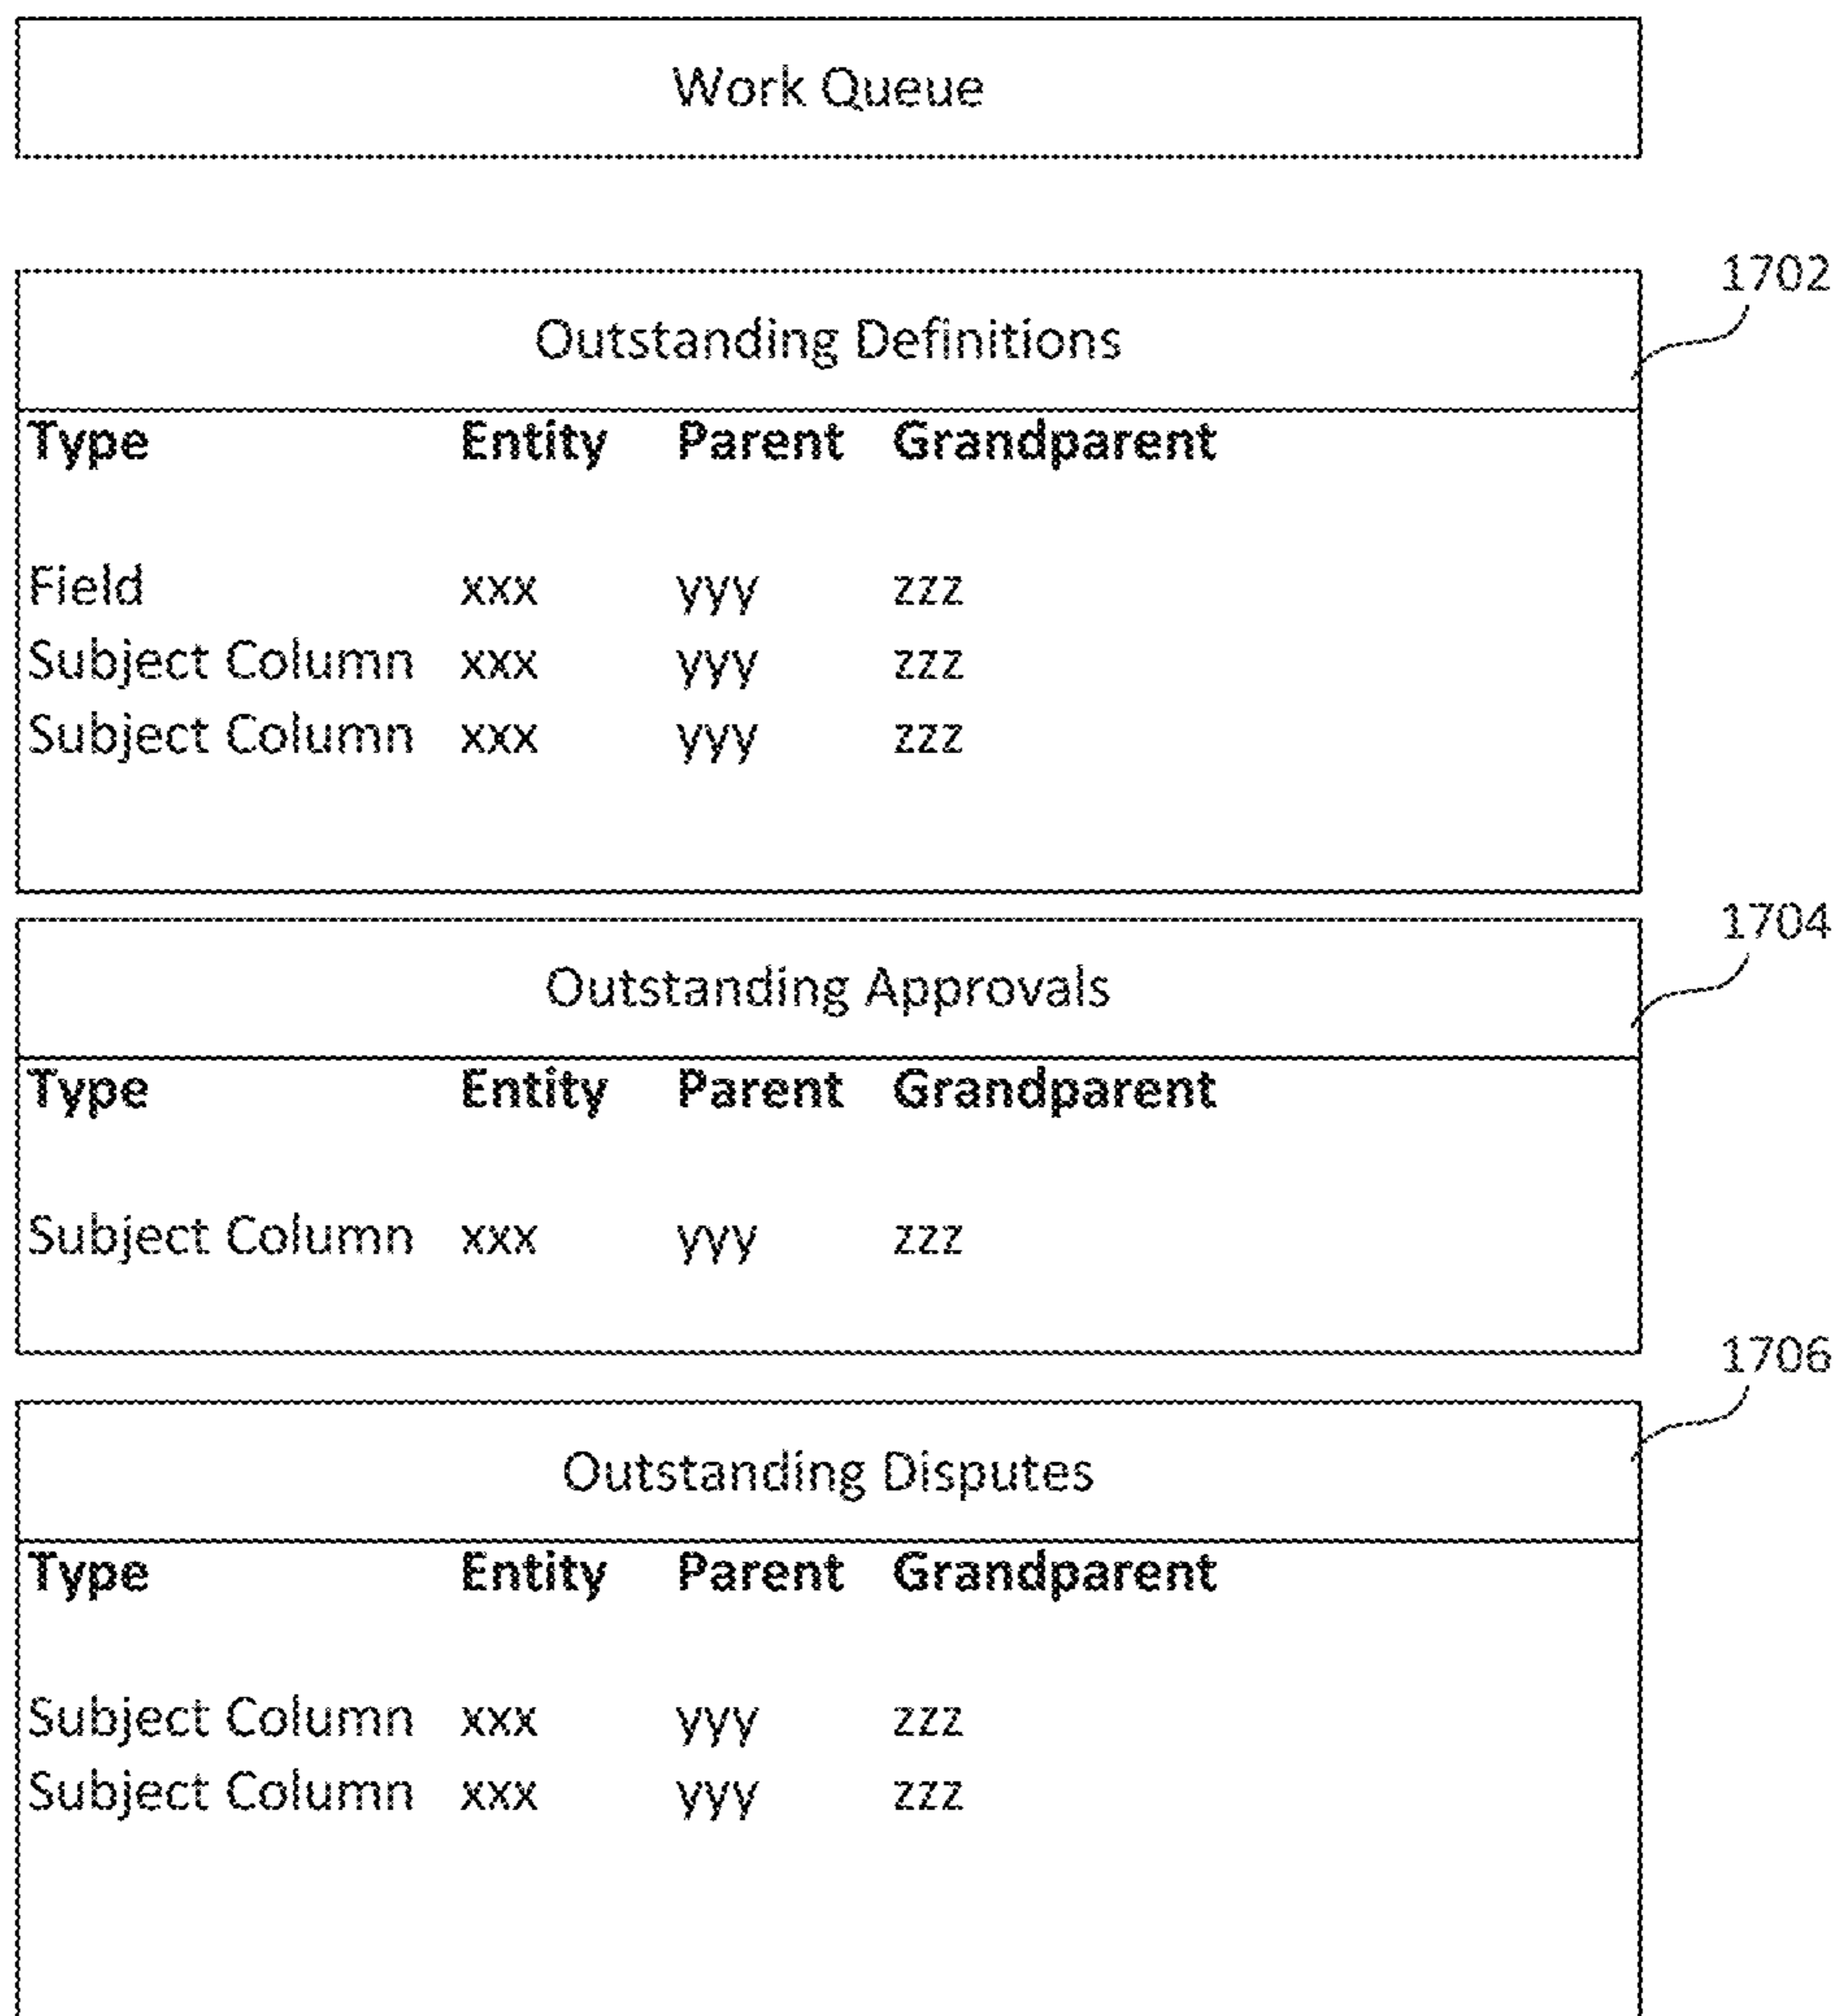 Work Queue
1702
Outstanding Definitions
Type Entity Parent Grandparent
Field xxx yyy zzz
Subject Column xxx yyy zzz
Subject Column xxx yyy zzz
1704
Outstanding Approvals
Type Entity Parent Grandparent
Subject Column xxx yyy zzz
1706
Outstanding Disputes
Type Entity Parent Grandparent
Subject Column xxx yyy zzz
Subject Column xxx yyy zzz